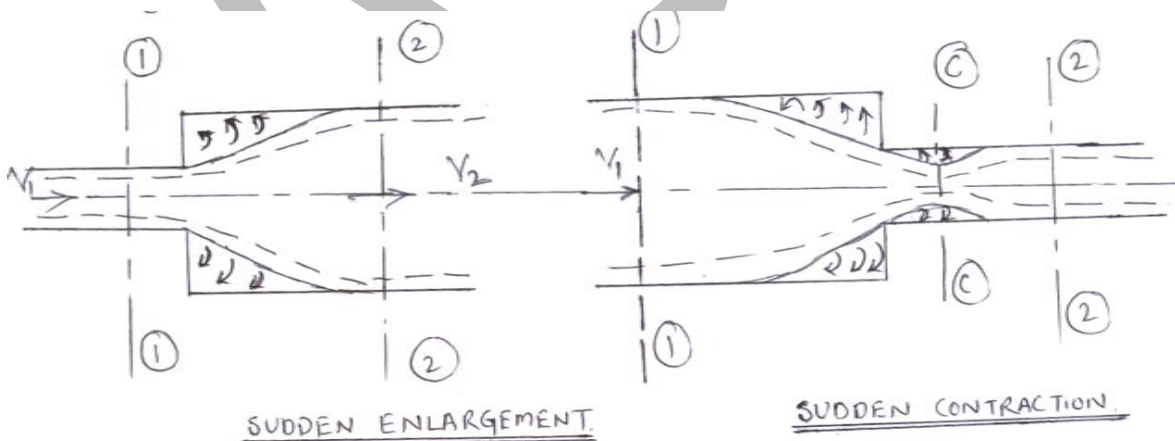 1 2 1 C 2
V₁ V₂ V₁
1 2 1 C 2
SUDDEN ENLARGEMENT.
SUDDEN CONTRACTION.